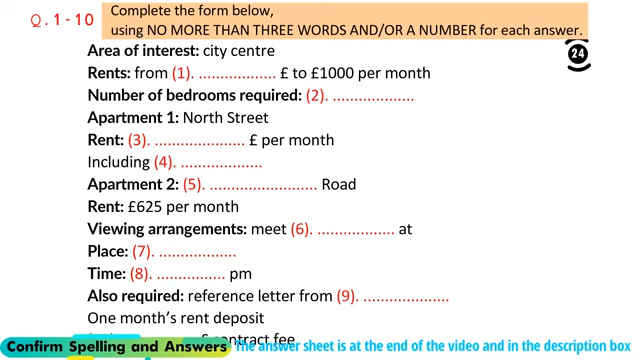 Q.1-10
Complete the form below,
using NO MORE THAN THREE WORDS AND/OR A NUMBER for each answer.
24
Area of interest: city centre
Rents: from (1). .................. £ to £1000 per month
Number of bedrooms required: (2). ...................
Apartment 1: North Street
Rent: (3). ..................... £ per month
Including (4). ...................
Apartment 2: (5). ......................... Road
Rent: £625 per month
Viewing arrangements: meet (6). .................. at
Place: (7). ..................
Time: (8). ................ pm
Also required: reference letter from (9). ....................
One month's rent deposit
£ contract fee
Confirm Spelling and Answers The answer sheet is at the end of the video and in the description box